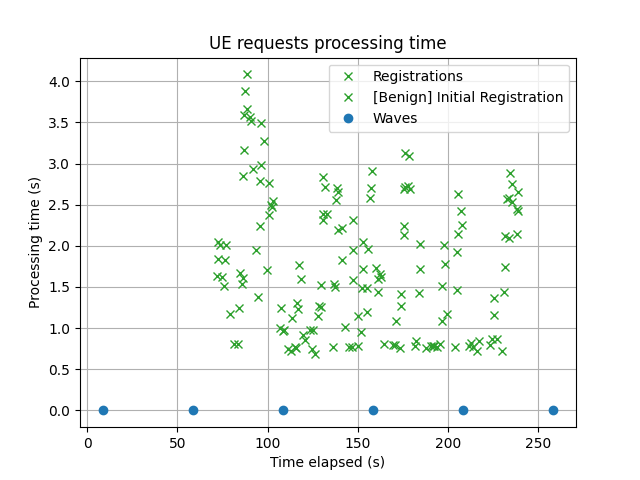 UE requests processing time
Registrations
[Benign] Initial Registration
Waves
Processing time (s)
4.0
3.5
3.0
2.5
2.0
1.5
1.0
0.5
0.0
0 50 100 150 200 250
Time elapsed (s)